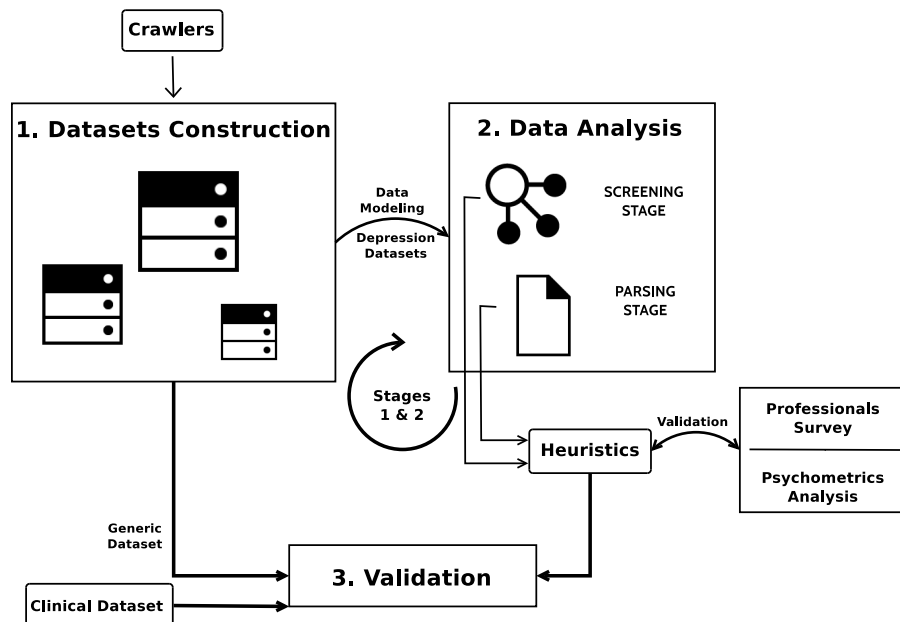 Crawlers
1. Datasets Construction
2. Data Analysis
SCREENING
STAGE
Data
Modeling
Depression
Datasets
PARSING
STAGE
Stages
1 & 2
Heuristics
Validation
Professionals
Survey
Psychometrics
Analysis
Generic
Dataset
3. Validation
Clinical Dataset